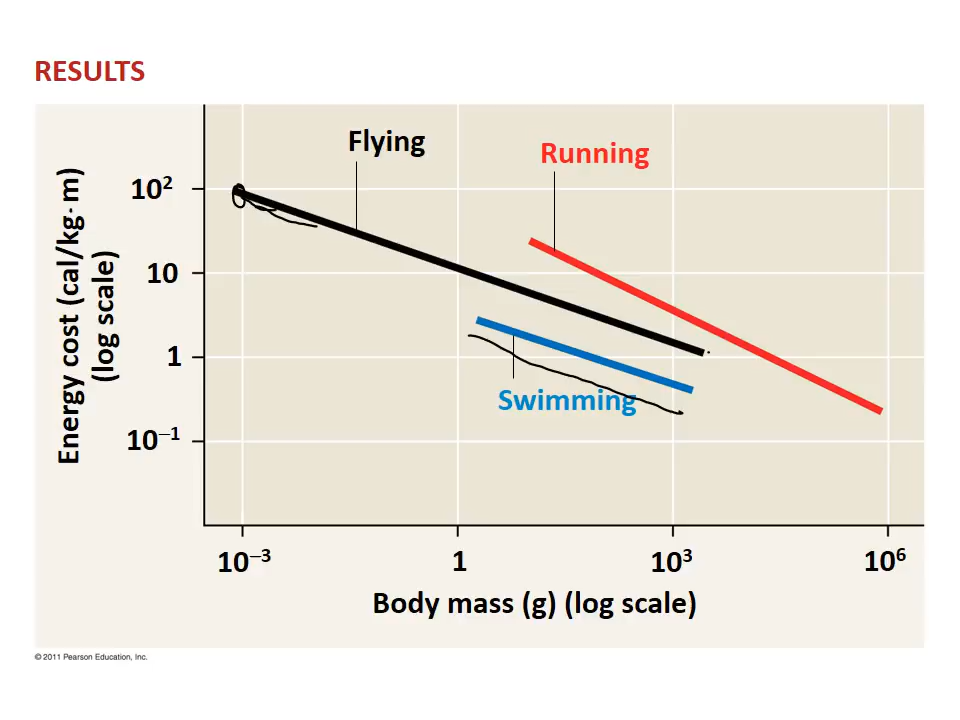 RESULTS
Flying
Running
Energy cost (cal/kg·m)
(log scale)
10²
10
1
10⁻¹
Swimming
10⁻³
1
10³
10⁶
Body mass (g) (log scale)
© 2011 Pearson Education, Inc.